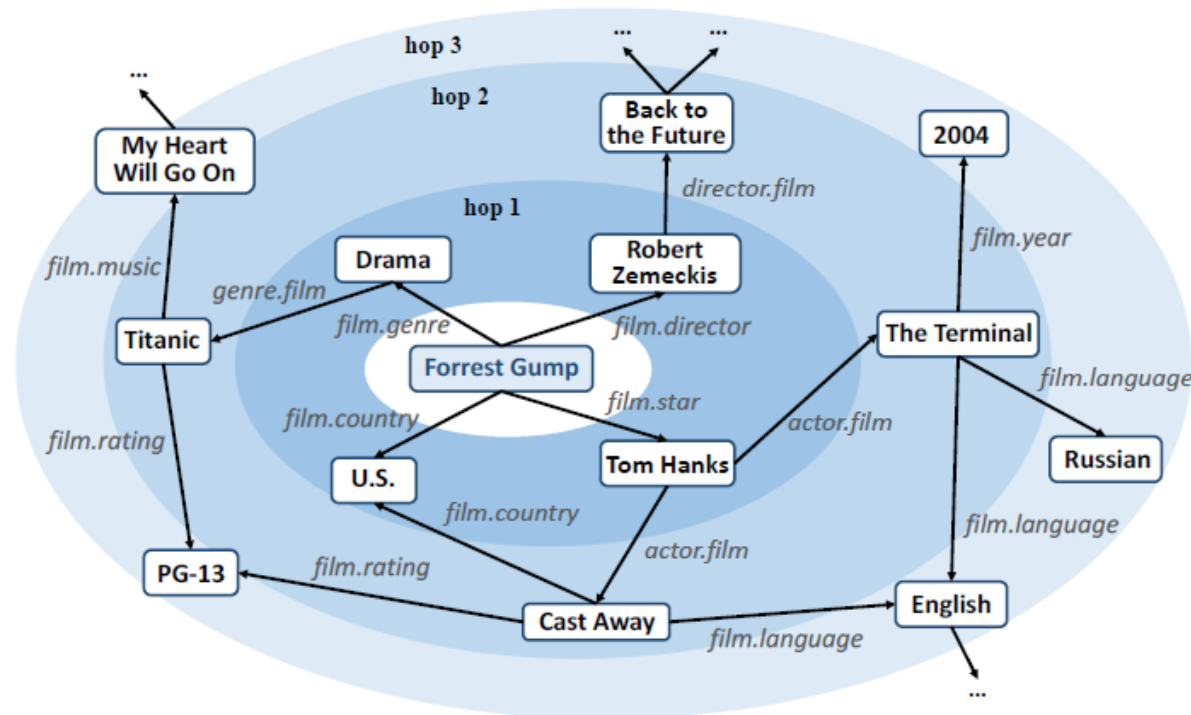 ...
...
hop 3
...
hop 2
Back to
the Future
My Heart
Will Go On
2004
director.film
hop 1
film.year
Drama
Robert
Zemeckis
film.music
genre.film
film.genre
film.director
Titanic
The Terminal
Forrest Gump
film.language
film.country
film.star
actor.film
film.rating
U.S.
Tom Hanks
Russian
film.country
film.language
actor.film
film.rating
PG-13
English
Cast Away
film.language
...